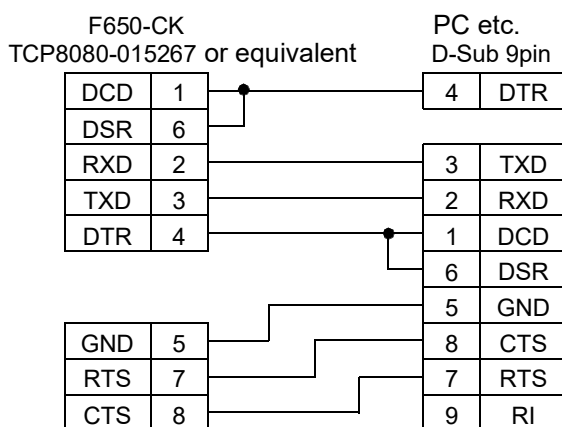 F650-CK PC etc.
TCP8080-015267 or equivalent D-Sub 9pin
DCD 1 4 DTR
DSR 6
RXD 2 3 TXD
TXD 3 2 RXD
DTR 4 1 DCD
6 DSR
5 GND
GND 5 8 CTS
RTS 7 7 RTS
CTS 8 9 RI